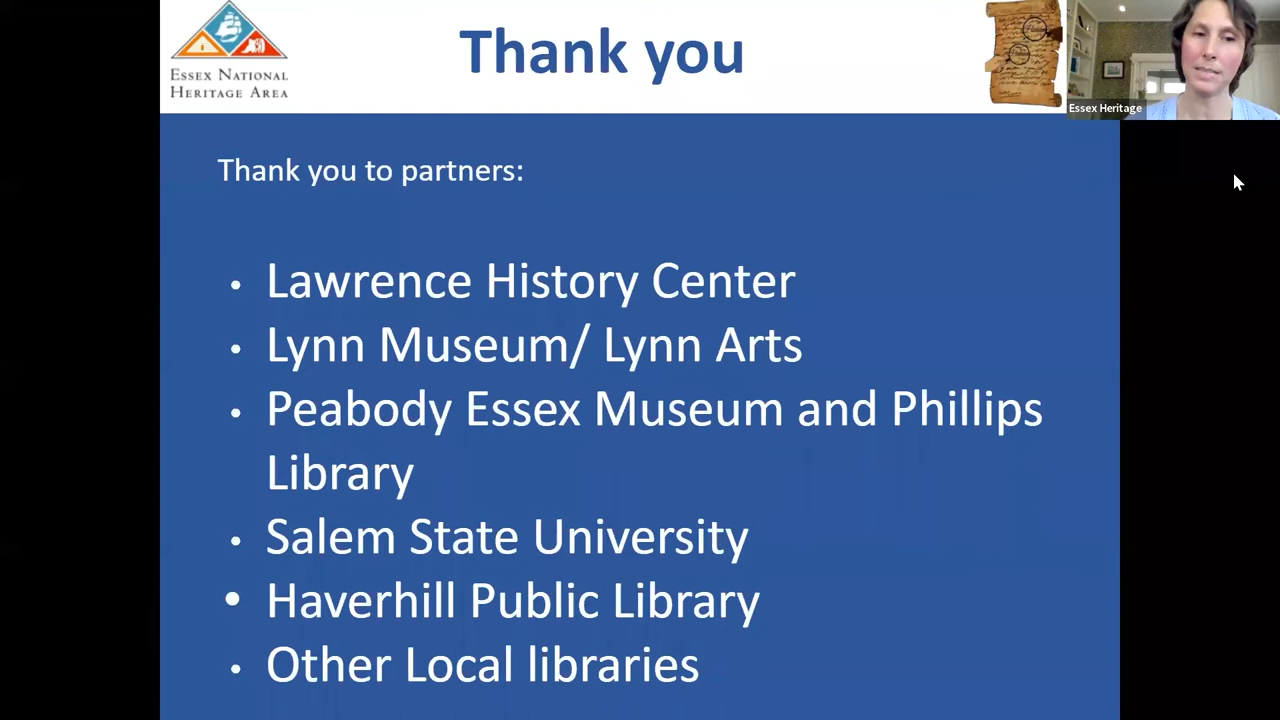 Essex National
Heritage Area
Thank you
Essex Heritage
Thank you to partners:
• Lawrence History Center
• Lynn Museum/ Lynn Arts
• Peabody Essex Museum and Phillips
Library
• Salem State University
• Haverhill Public Library
• Other Local libraries